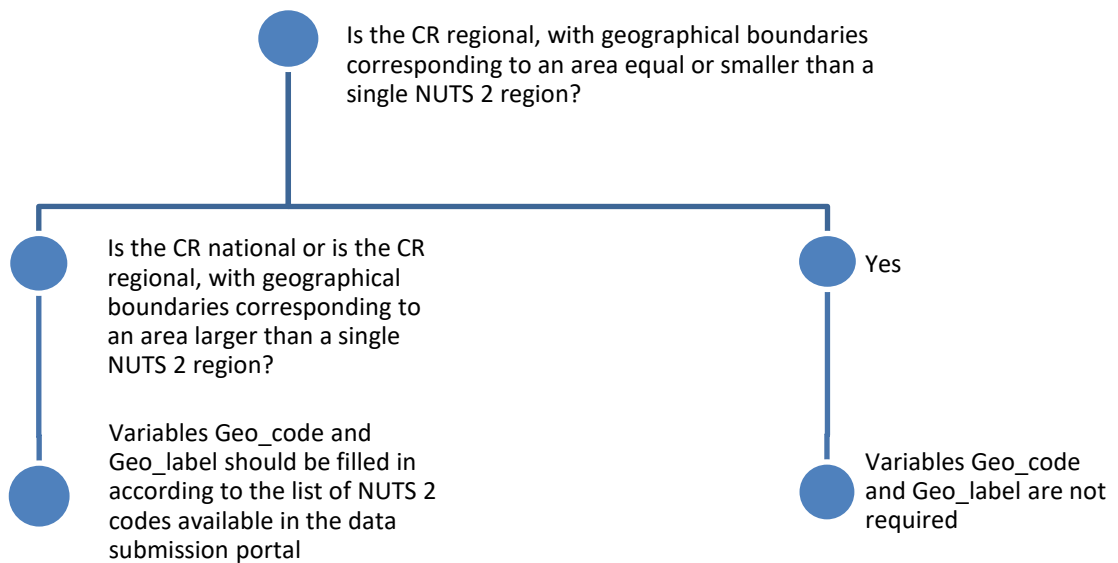 Is the CR regional, with geographical boundaries
corresponding to an area equal or smaller than a
single NUTS 2 region?
Is the CR national or is the CR
regional, with geographical
boundaries corresponding to
an area larger than a single
NUTS 2 region?
Yes
Variables Geo_code and
Geo_label should be filled in
according to the list of NUTS 2
codes available in the data
submission portal
Variables Geo_code
and Geo_label are not
required